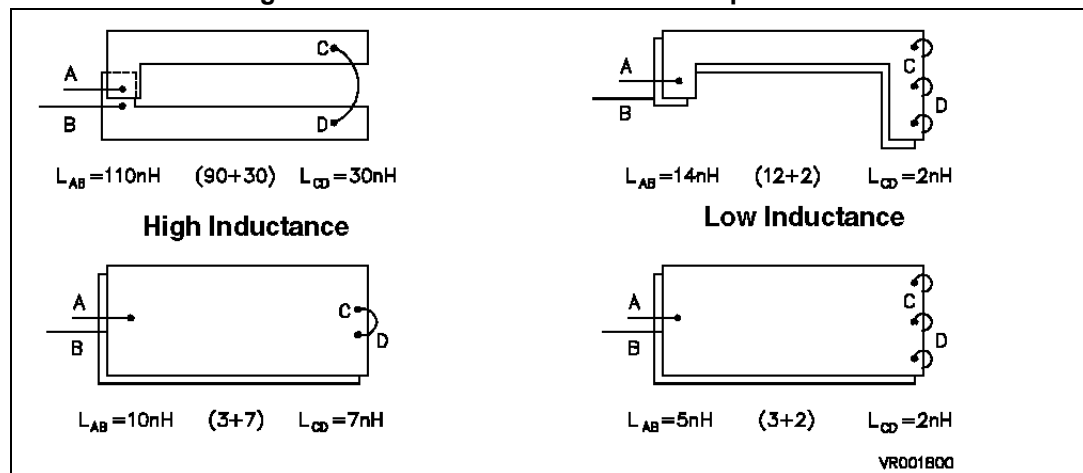 C
A
B
D
L_AB=110nH (90+30) L_CD=30nH
High Inductance
A
B
C
D
L_AB=14nH (12+2) L_CD=2nH
Low Inductance
A
B
C
D
L_AB=10nH (3+7) L_CD=7nH
A
B
C
D
L_AB=5nH (3+2) L_CD=2nH
VR001800